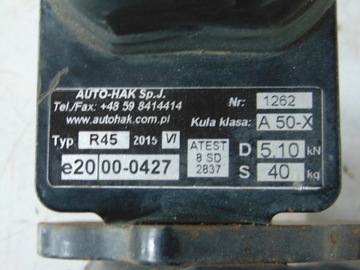 AUTO-HAK Sp.J.
Tel./Fax: +48 59 8414414
www.autohak.com.pl
Nr: 1262
Kula klasa: A 50-X
Typ R45 2015 VI
e20 00-0427
ATEST
8 SD
2837
D 5,10 kN
S 40 kg